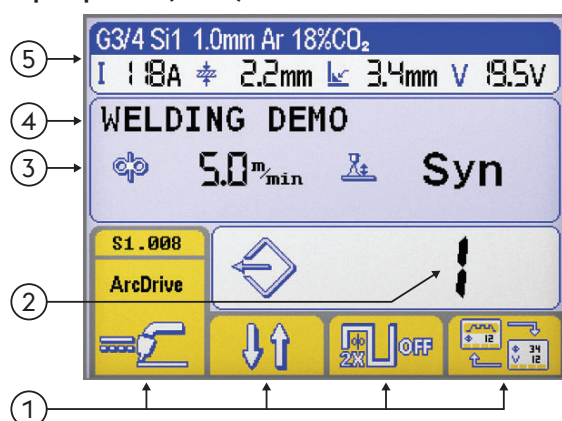 G3/4 Si1 1.0mm Ar 18%CO₂
I 118A 2.2mm 3.4mm V 19.5V
WELDING DEMO
5.0 m/min Syn
S1.008
ArcDrive
1
2X OFF
12 34
V 12
5
4
3
2
1